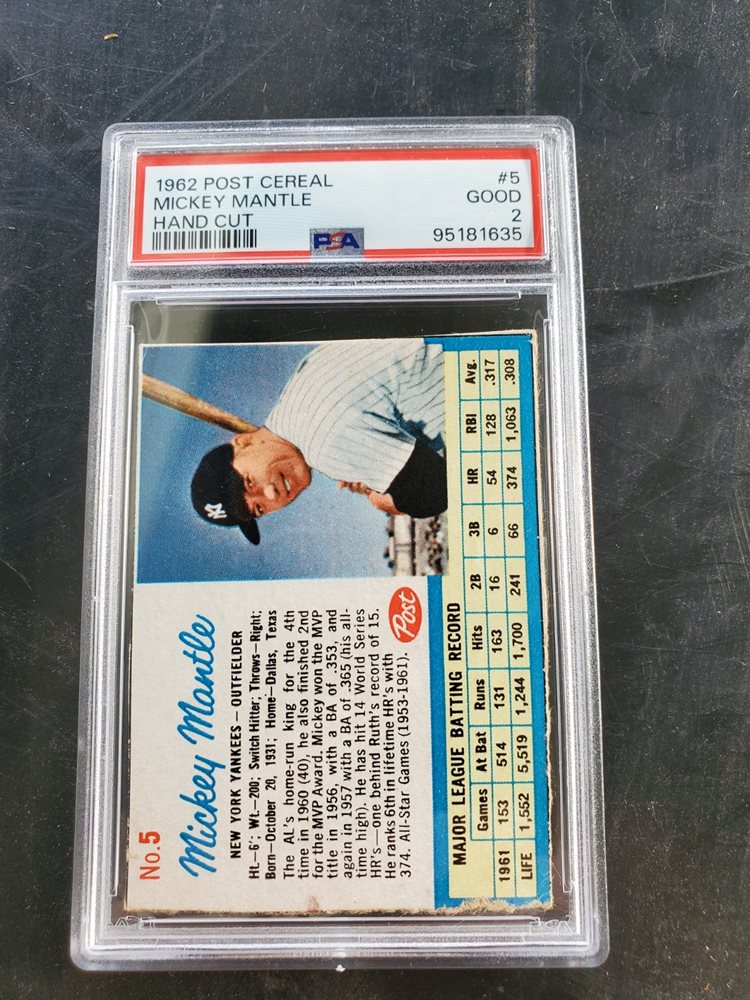 1962 POST CEREAL #5
MICKEY MANTLE GOOD
HAND CUT 2
PSA 95181635
No. 5
Mickey Mantle
NEW YORK YANKEES – OUTFIELDER
Ht.–6'; Wt.–200; Switch Hitter; Throws–Right;
Born–October 20, 1931; Home–Dallas, Texas
The AL's home-run king for the 4th
time in 1960 (40), he also finished 2nd
for the MVP Award. Mickey won the MVP
title in 1956, with a BA of .353, and
again in 1957 with a BA of .365 (his all-
time high). He has hit 14 World Series
HR's—one behind Ruth's record of 15.
He ranks 6th in lifetime HR's with
374. All-Star Games (1953-1961).
Post
NY
MAJOR LEAGUE BATTING RECORD
Games At Bat Runs Hits 2B 3B HR RBI Avg.
1961 153 514 131 163 16 6 54 128 .317
LIFE 1,552 5,519 1,244 1,700 241 66 374 1,063 .308